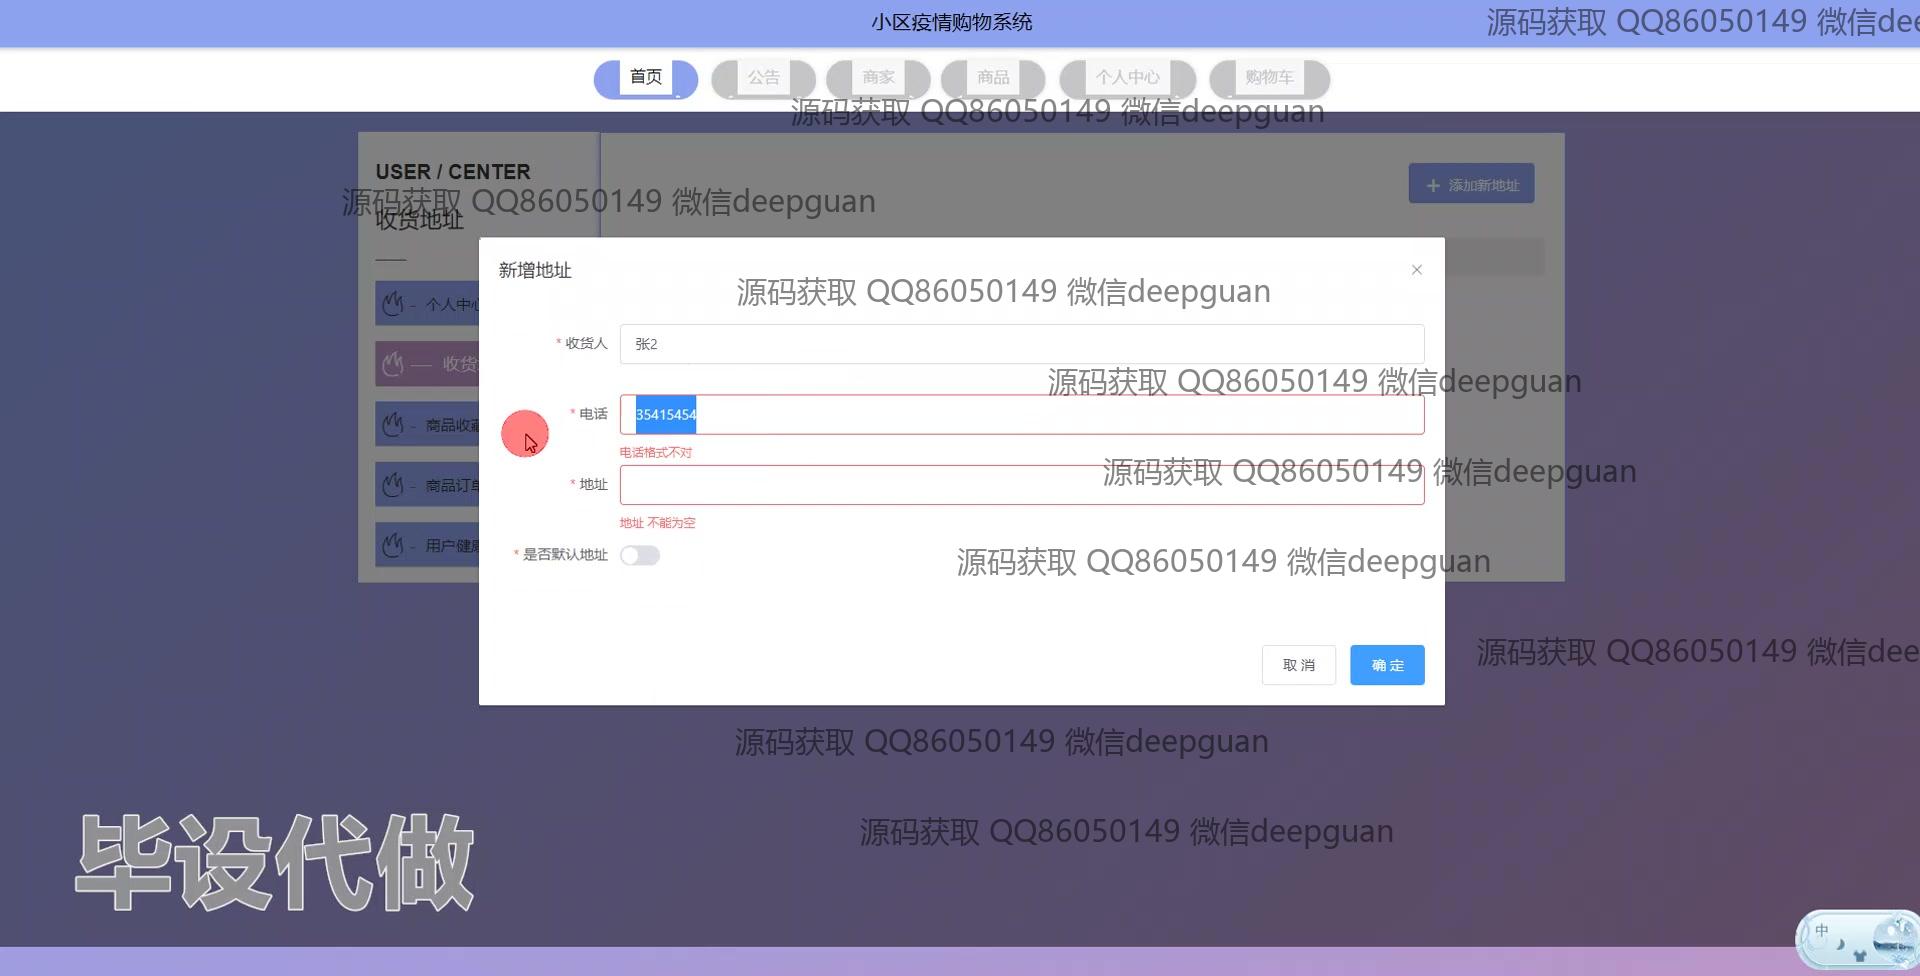 小区疫情购物系统
源码获取 QQ86050149 微信dee
首页
公告
商家
商品
个人中心
购物车
源码获取 QQ86050149 微信deepguan
USER / CENTER
添加新地址
源码获取 QQ86050149 微信deepguan
收货地址
新增地址
源码获取 QQ86050149 微信deepguan
- 个人中心
* 收货人
张2
收货
源码获取 QQ86050149 微信deepguan
* 电话
35415454
- 商品收藏
电话格式不对
源码获取 QQ86050149 微信deepguan
* 地址
- 商品订单
地址 不能为空
- 用户健
* 是否默认地址
源码获取 QQ86050149 微信deepguan
取 消
确 定
源码获取 QQ86050149 微信dee
源码获取 QQ86050149 微信deepguan
源码获取 QQ86050149 微信deepguan
毕设代做
中